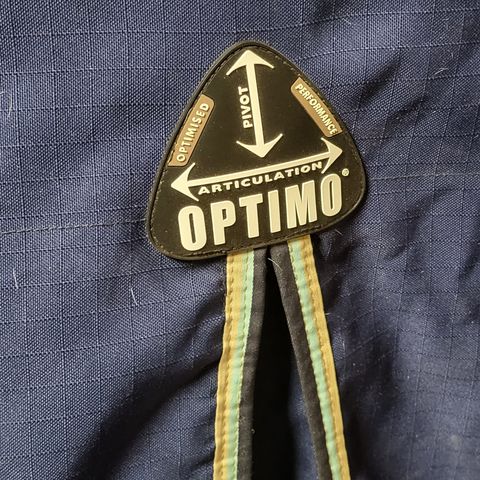 OPTIMISED
PIVOT
PERFORMANCE
ARTICULATION
OPTIMO®